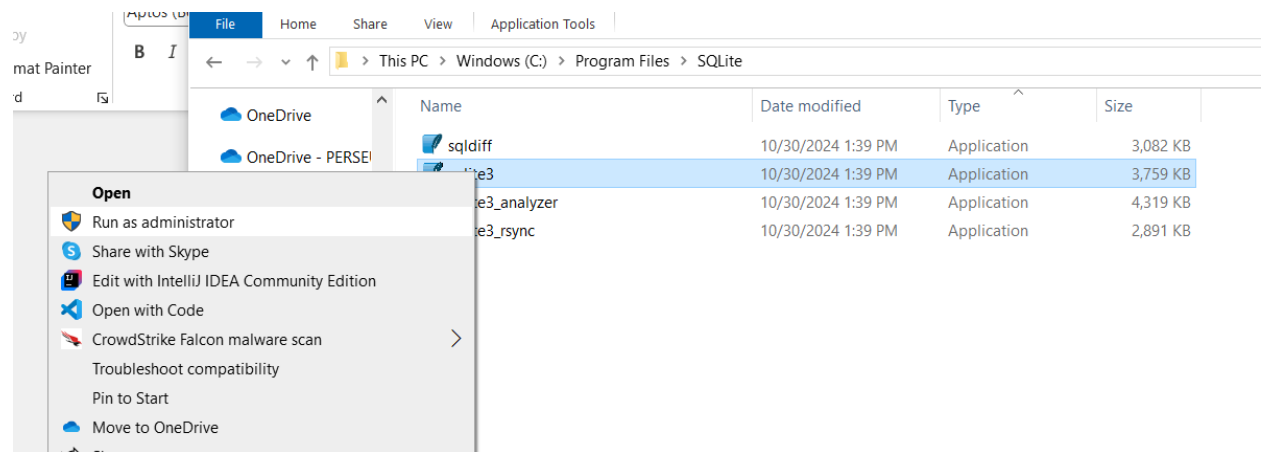 File Home Share View Application Tools
B I
mat Painter
This PC > Windows (C:) > Program Files > SQLite
Name Date modified Type Size
OneDrive
sqldiff 10/30/2024 1:39 PM Application 3,082 KB
OneDrive - PERSE
10/30/2024 1:39 PM Application 3,759 KB
10/30/2024 1:39 PM Application 4,319 KB
10/30/2024 1:39 PM Application 2,891 KB
Open
Run as administrator
Share with Skype
Edit with IntelliJ IDEA Community Edition
Open with Code
CrowdStrike Falcon malware scan
Troubleshoot compatibility
Pin to Start
Move to OneDrive